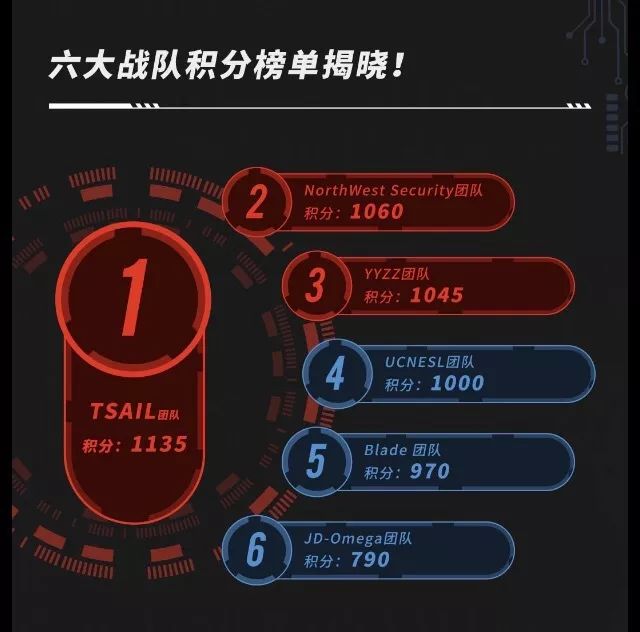 六大战队积分榜单揭晓!
1
TSAIL团队
积分: 1135
2
NorthWest Security团队
积分: 1060
3
YYZZ团队
积分: 1045
4
UCNESL团队
积分: 1000
5
Blade 团队
积分: 970
6
JD-Omega团队
积分: 790